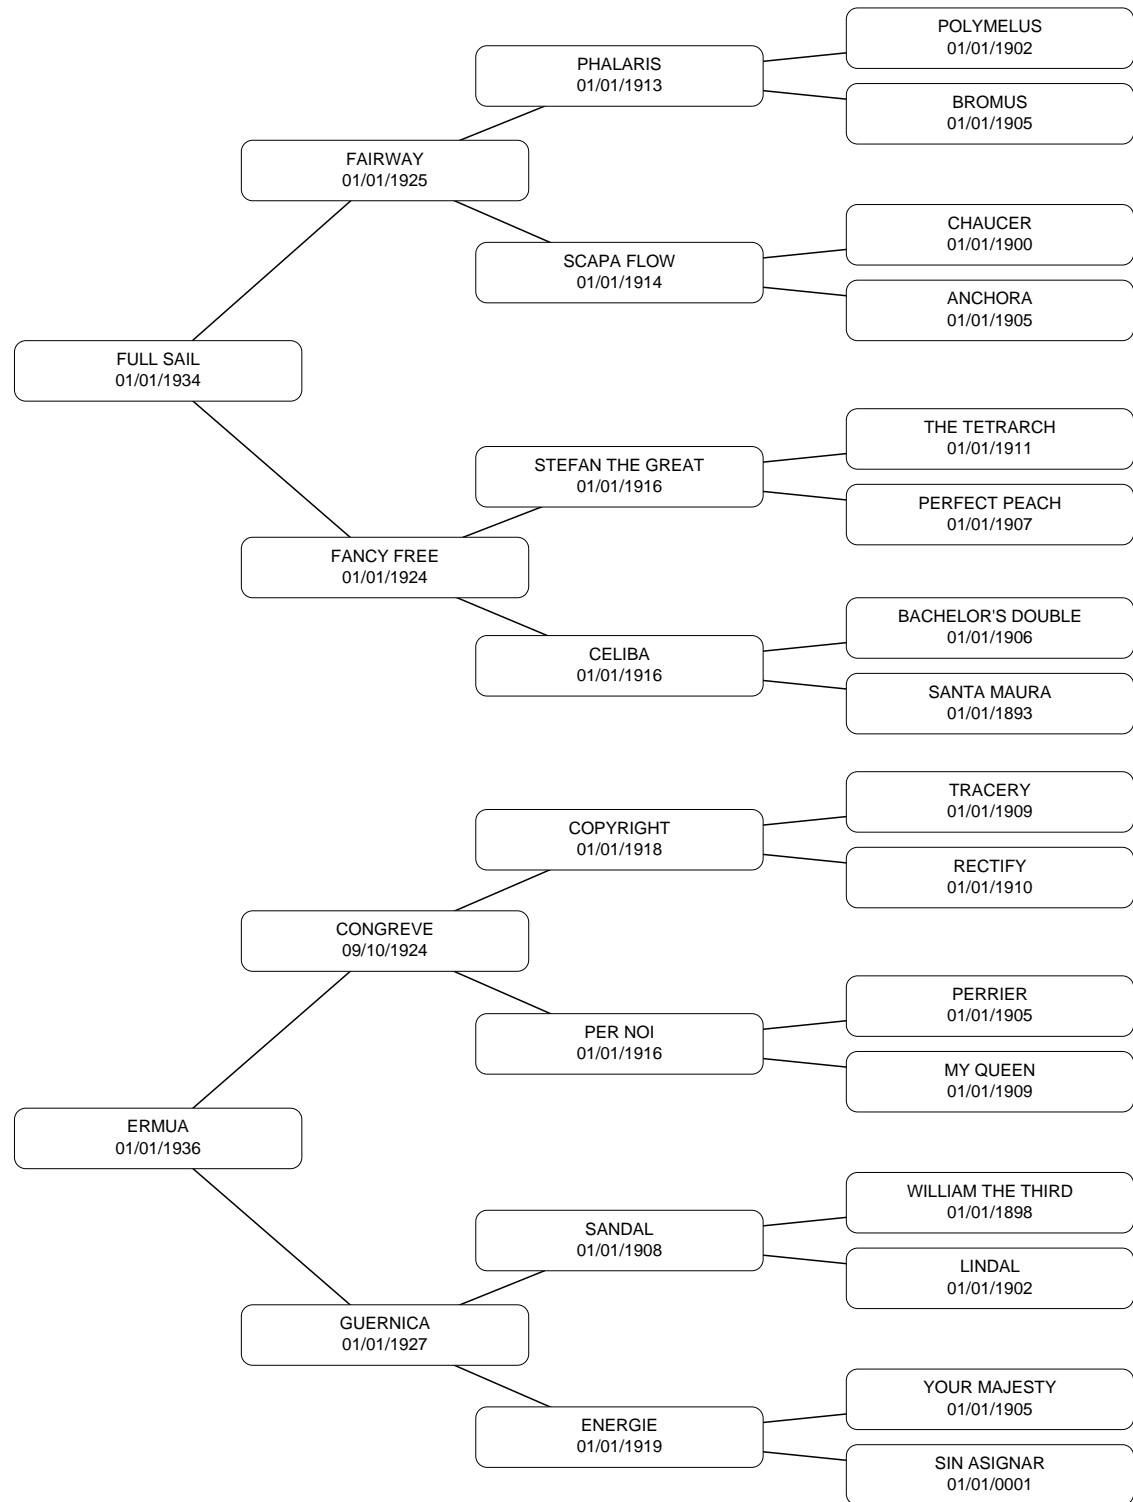 POLYMELUS
01/01/1902
PHALARIS
01/01/1913
BROMUS
01/01/1905
FAIRWAY
01/01/1925
CHAUCER
01/01/1900
SCAPA FLOW
01/01/1914
ANCHORA
01/01/1905
FULL SAIL
01/01/1934
THE TETRARCH
01/01/1911
STEFAN THE GREAT
01/01/1916
PERFECT PEACH
01/01/1907
FANCY FREE
01/01/1924
BACHELOR'S DOUBLE
01/01/1906
CELIBA
01/01/1916
SANTA MAURA
01/01/1893
TRACERY
01/01/1909
COPYRIGHT
01/01/1918
RECTIFY
01/01/1910
CONGREVE
09/10/1924
PERRIER
01/01/1905
PER NOI
01/01/1916
MY QUEEN
01/01/1909
ERMUA
01/01/1936
WILLIAM THE THIRD
01/01/1898
SANDAL
01/01/1908
LINDAL
01/01/1902
GUERNICA
01/01/1927
YOUR MAJESTY
01/01/1905
ENERGIE
01/01/1919
SIN ASIGNAR
01/01/0001